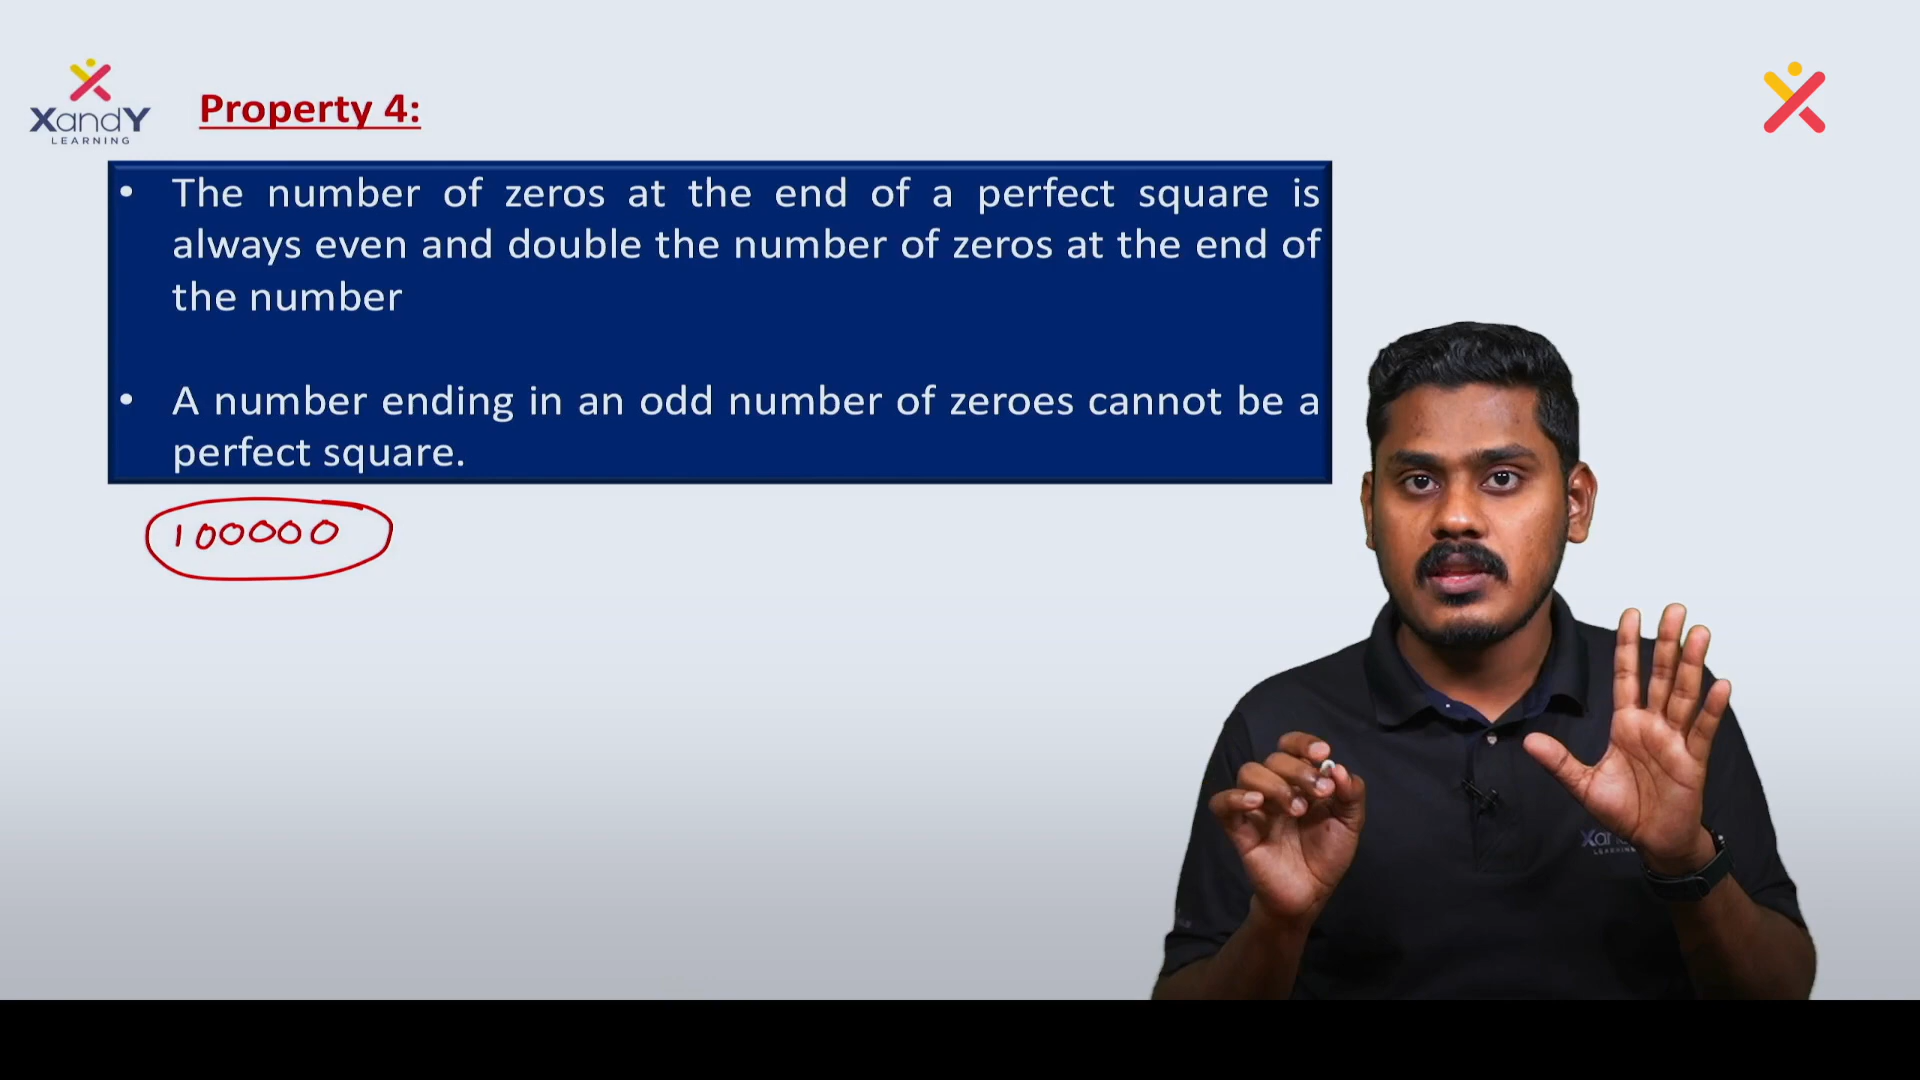 XandY
LEARNING
Property 4:
• The number of zeros at the end of a perfect square is
always even and double the number of zeros at the end of
the number
• A number ending in an odd number of zeroes cannot be a
perfect square.
100000